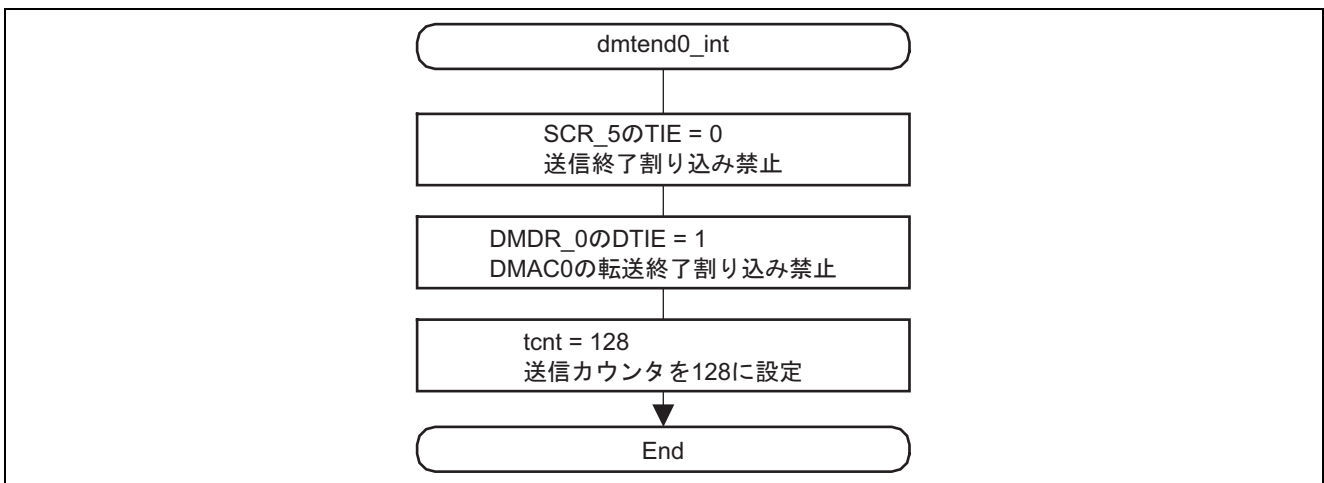 dmtend0_int
SCR_5のTIE = 0
送信終了割り込み禁止
DMDR_0のDTIE = 1
DMAC0の転送終了割り込み禁止
tcnt = 128
送信カウンタを128に設定
End